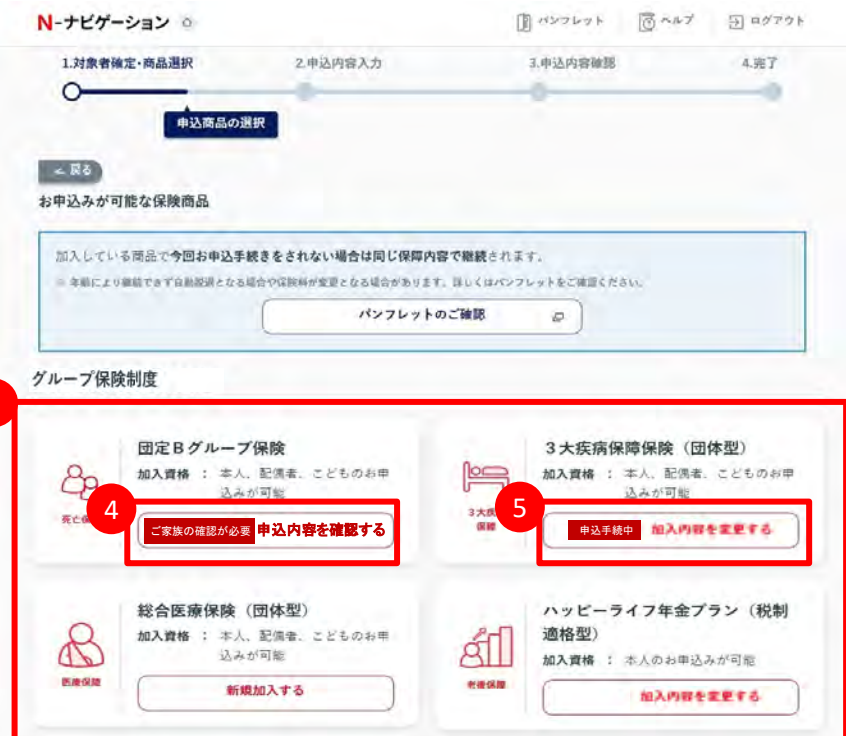 N-ナビゲーション
パンフレット
ヘルプ
ログアウト
1.対象者確定・商品選択
2.申込内容入力
3.申込内容確認
4.完了
申込商品の選択
戻る
お申込みが可能な保険商品
加入している商品で今回お申込手続きをされない場合は同じ保障内容で継続されます。
※ 年齢により継続できず自動脱退となる場合や保険料が変更となる場合があります。詳しくはパンフレットをご確認ください。
パンフレットのご確認
グループ保険制度
団定Bグループ保険
加入資格 : 本人、配偶者、こどものお申
込みが可能
4
ご家族の確認が必要 申込内容を確認する
3大疾病保障保険（団体型）
加入資格 : 本人、配偶者、こどものお申
込みが可能
5
保障
申込手続中 加入内容を変更する
総合医療保険（団体型）
加入資格 : 本人、配偶者、こどものお申
込みが可能
医療保障
新規加入する
ハッピーライフ年金プラン（税制
適格型）
加入資格 : 本人のお申込みが可能
老後保障
加入内容を変更する